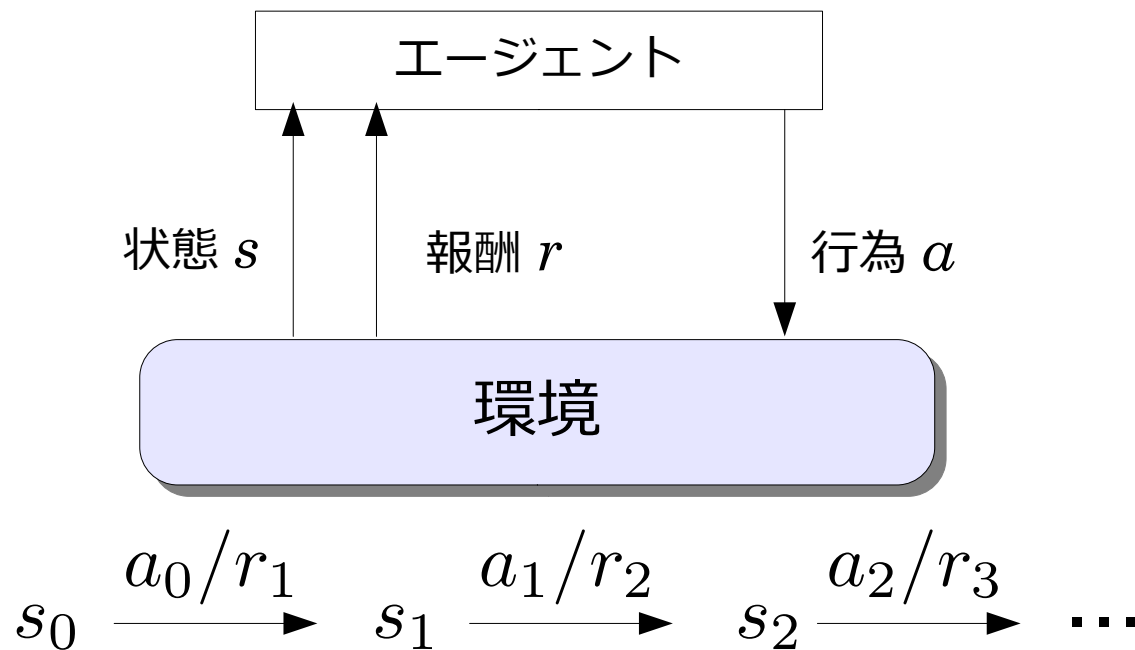 エージェント
状態 s 報酬 r 行為 a
環境
a₀/r₁ a₁/r₂ a₂/r₃
s₀ s₁ s₂ ⋯